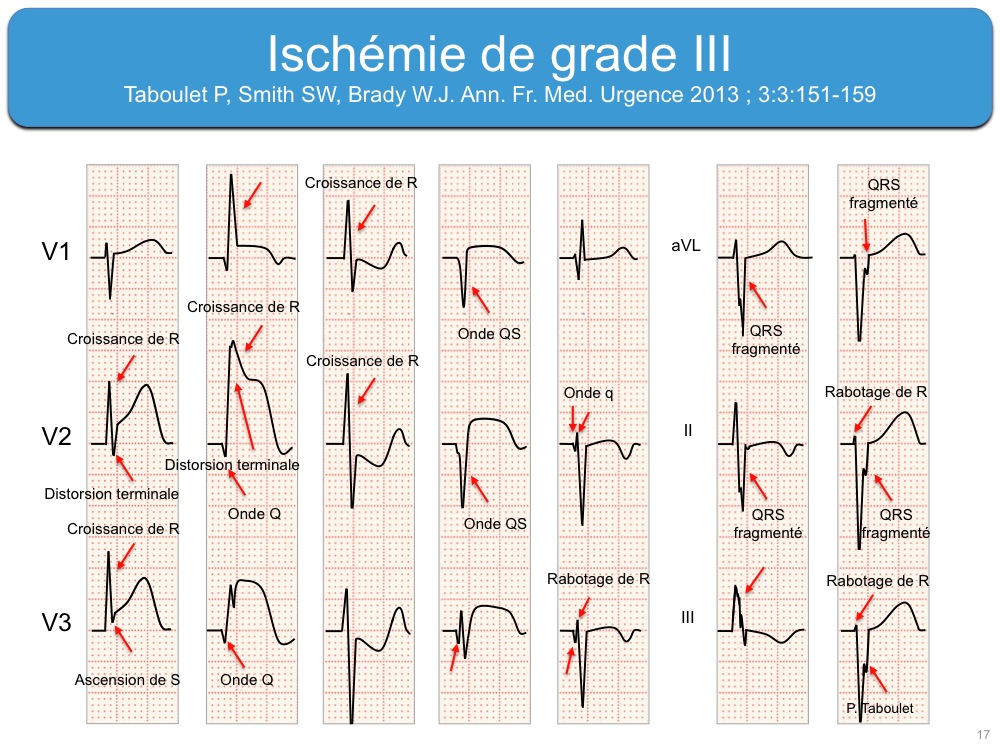 Ischémie de grade III
Taboulet P, Smith SW, Brady W.J. Ann. Fr. Med. Urgence 2013 ; 3:3:151-159
V1
Croissance de R
Onde QS
aVL
QRS
fragmenté
QRS
fragmenté
V2
Croissance de R
Distorsion terminale
Croissance de R
Distorsion terminale
Onde Q
Croissance de R
Onde QS
Onde q
II
QRS
fragmenté
Rabotage de R
QRS
fragmenté
V3
Croissance de R
Ascension de S
Onde Q
Rabotage de R
III
Rabotage de R
P. Taboulet
17